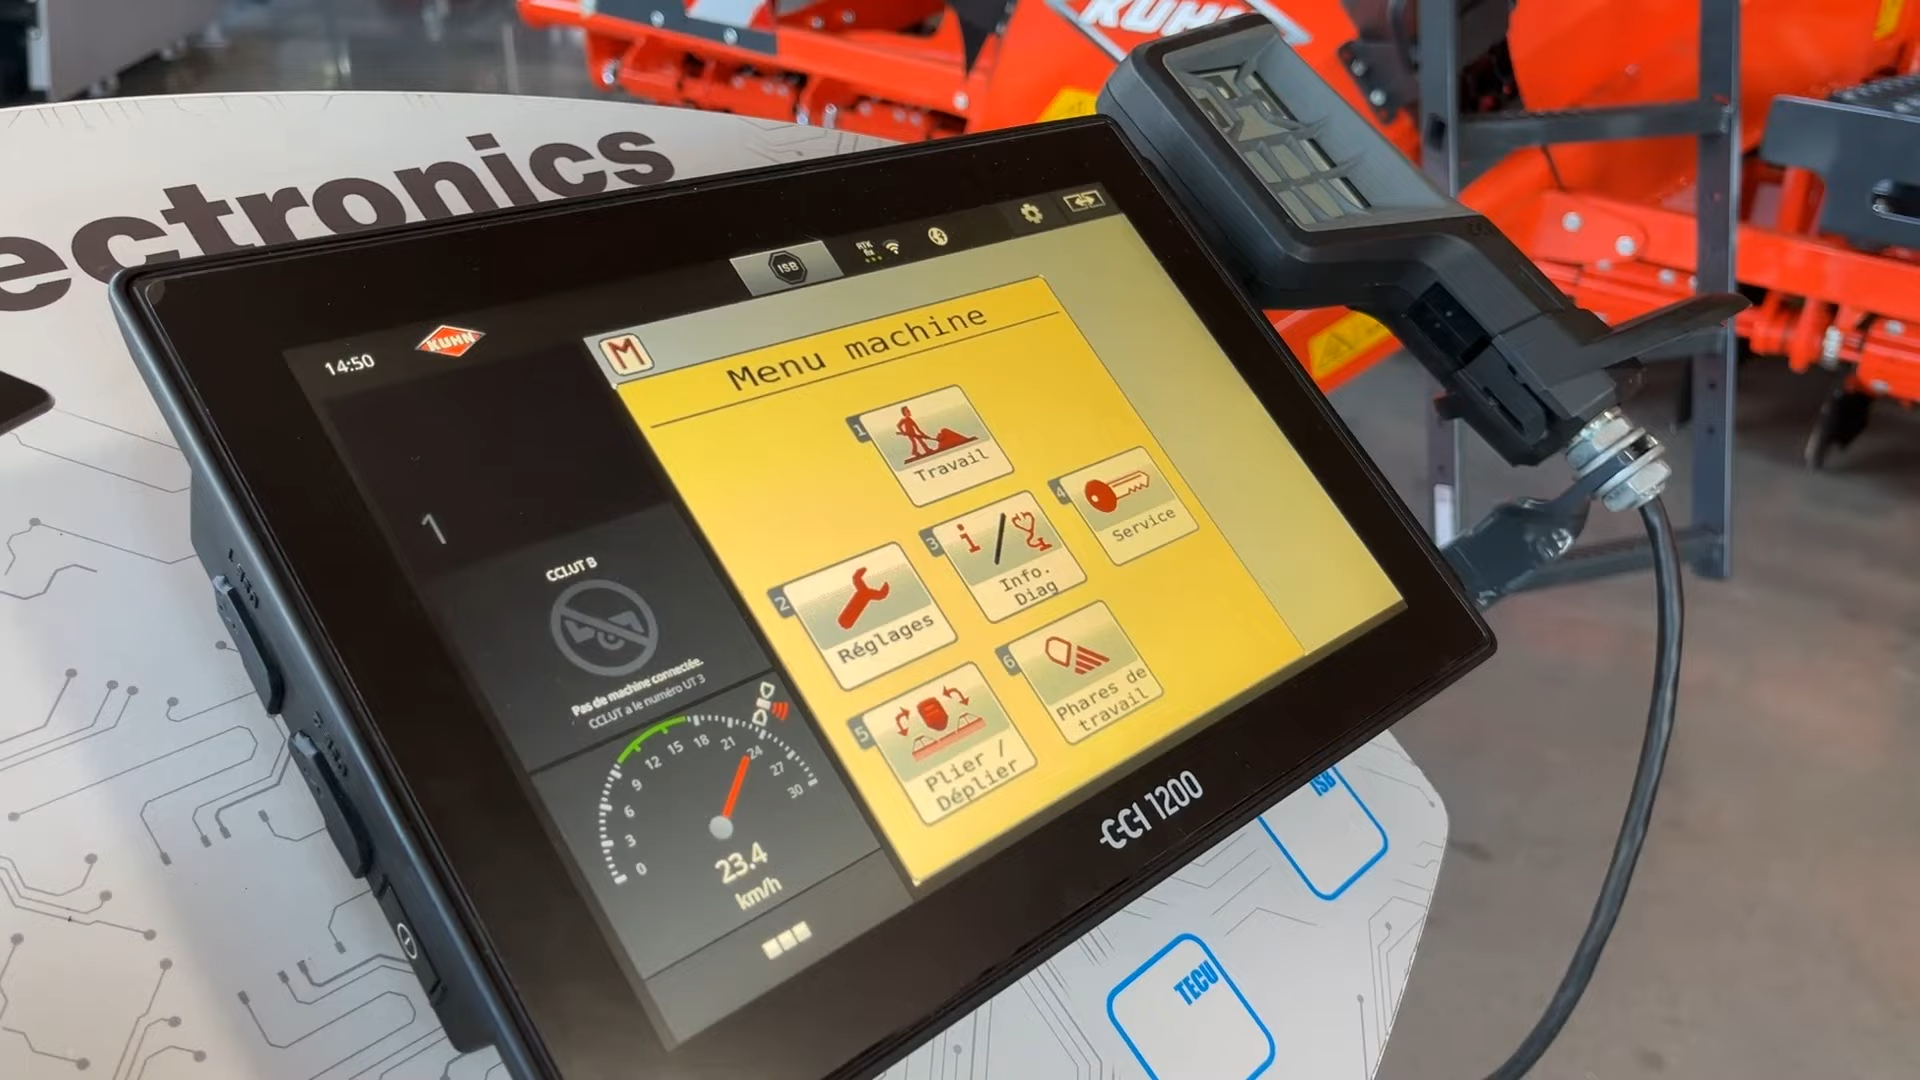 KUHN
ectronics
14:50
KUHN
ISB
RTK
fix
M
Menu machine
1
Travail
2
Réglages
3
i
Info.
Diag
4
Service
5
Plier /
Déplier
6
Phares de
travail
1
CCI.UT B
Pas de machine connectée.
CCI.UT a le numéro UT 3
0
3
6
9
12
15
18
21
24
27
30
23.4
km/h
CCI 1200
ISB
TECU